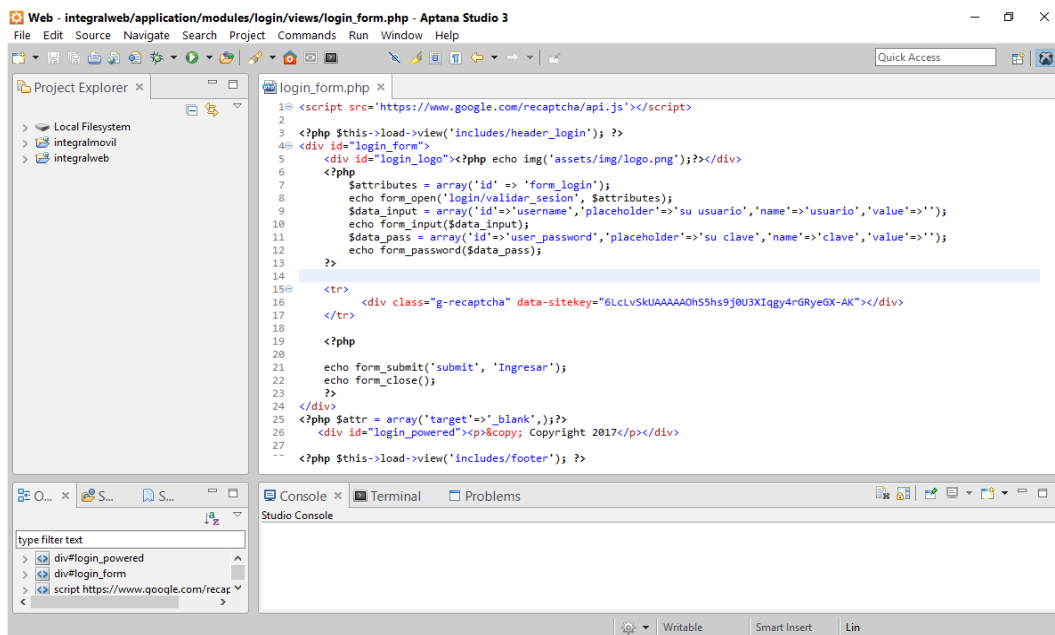 Web - integralweb/application/modules/login/views/login_form.php - Aptana Studio 3
File Edit Source Navigate Search Project Commands Run Window Help
Quick Access
Project Explorer
Local Filesystem
integralmovil
integralweb
login_form.php
1 <script src='https://www.google.com/recaptcha/api.js'></script>
2
3 <?php $this->load->view('includes/header_login'); ?>
4 <div id="login_form">
5 <div id="login_logo"><?php echo img('assets/img/logo.png');?></div>
6 <?php
7 $attributes = array('id' => 'form_login');
8 echo form_open('login/validar_sesion', $attributes);
9 $data_input = array('id'=>'username','placeholder'=>'su usuario','name'=>'usuario','value'=>'');
10 echo form_input($data_input);
11 $data_pass = array('id'=>'user_password','placeholder'=>'su clave','name'=>'clave','value'=>'');
12 echo form_password($data_pass);
13 ?>
14
15 <tr>
16 <div class="g-recaptcha" data-sitekey="6LcLvSkUAAAAAOhS5hs9j0U3XIqgy4rGRyeGX-AK"></div>
17 </tr>
18
19 <?php
20
21 echo form_submit('submit', 'Ingresar');
22 echo form_close();
23 ?>
24 </div>
25 <?php $attr = array('target'=>'_blank',);?>
26 <div id="login_powered"><p>&copy; Copyright 2017</p></div>
27
<?php $this->load->view('includes/footer'); ?>
O...
S...
S...
type filter text
div#login_powered
div#login_form
script https://www.google.com/recap
Console
Terminal
Problems
Studio Console
Writable
Smart Insert
Lin